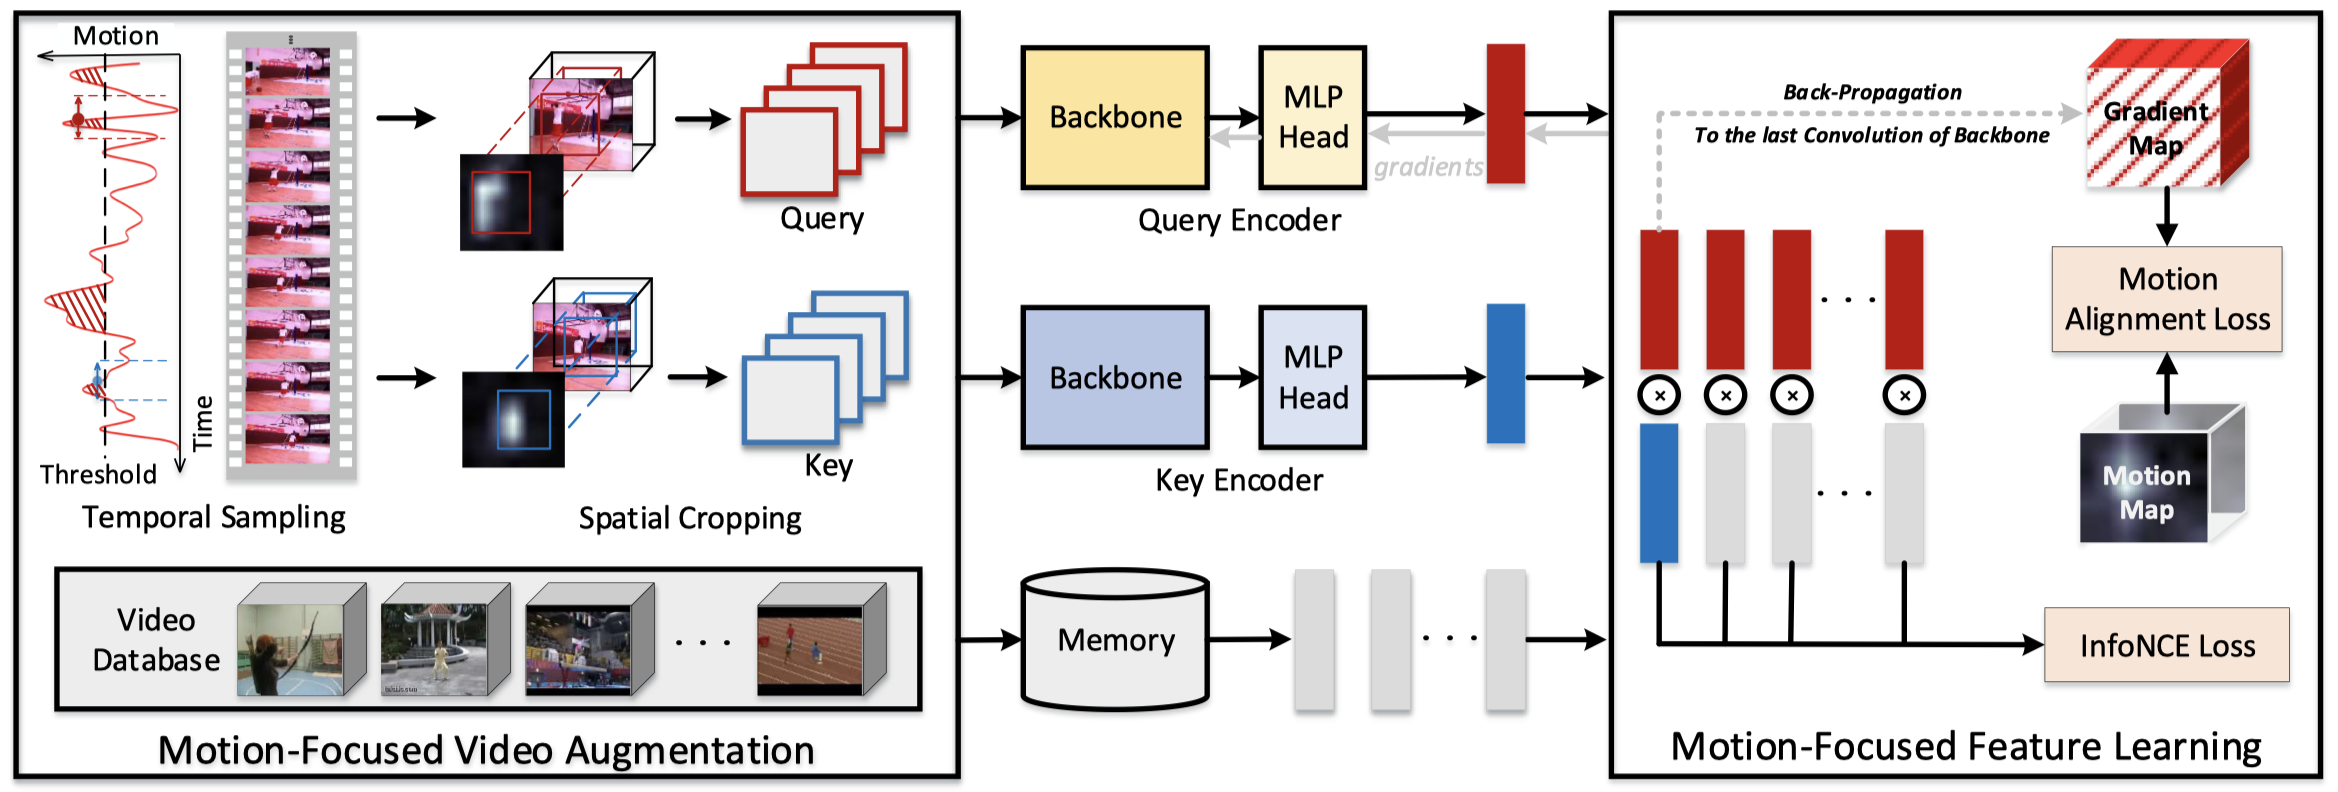 Motion
Threshold
Time
Temporal Sampling
Query
Key
Spatial Cropping
Video
Database
Motion-Focused Video Augmentation
Backbone
MLP
Head
gradients
Query Encoder
Backbone
MLP
Head
Key Encoder
Memory
Back-Propagation
To the last Convolution of Backbone
Gradient
Map
Motion
Alignment Loss
Motion
Map
InfoNCE Loss
Motion-Focused Feature Learning